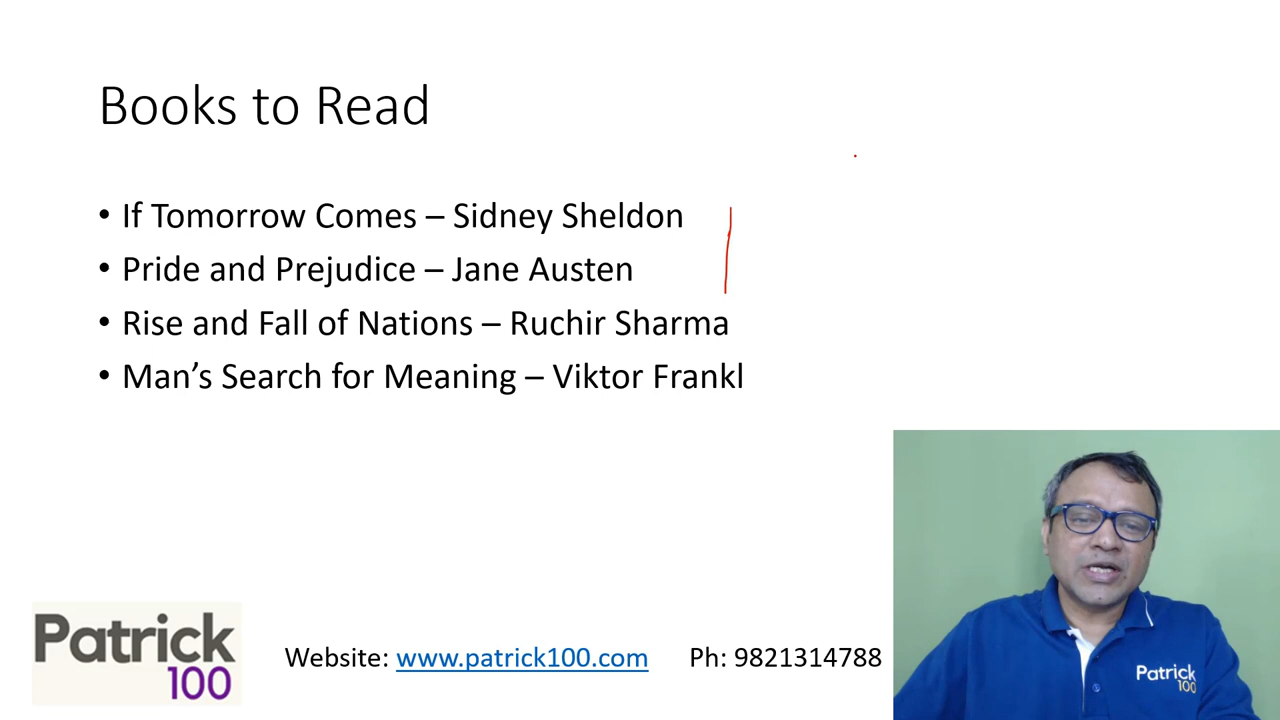 Books to Read
• If Tomorrow Comes – Sidney Sheldon
• Pride and Prejudice – Jane Austen
• Rise and Fall of Nations – Ruchir Sharma
• Man’s Search for Meaning – Viktor Frankl
Patrick
100
Website: www.patrick100.com Ph: 9821314788
Patrick
100